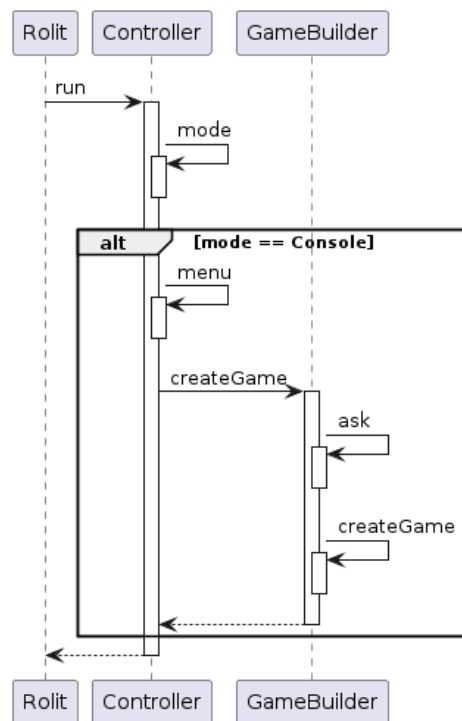 Rolit Controller GameBuilder
run
mode
alt [mode == Console]
menu
createGame
ask
createGame
Rolit Controller GameBuilder